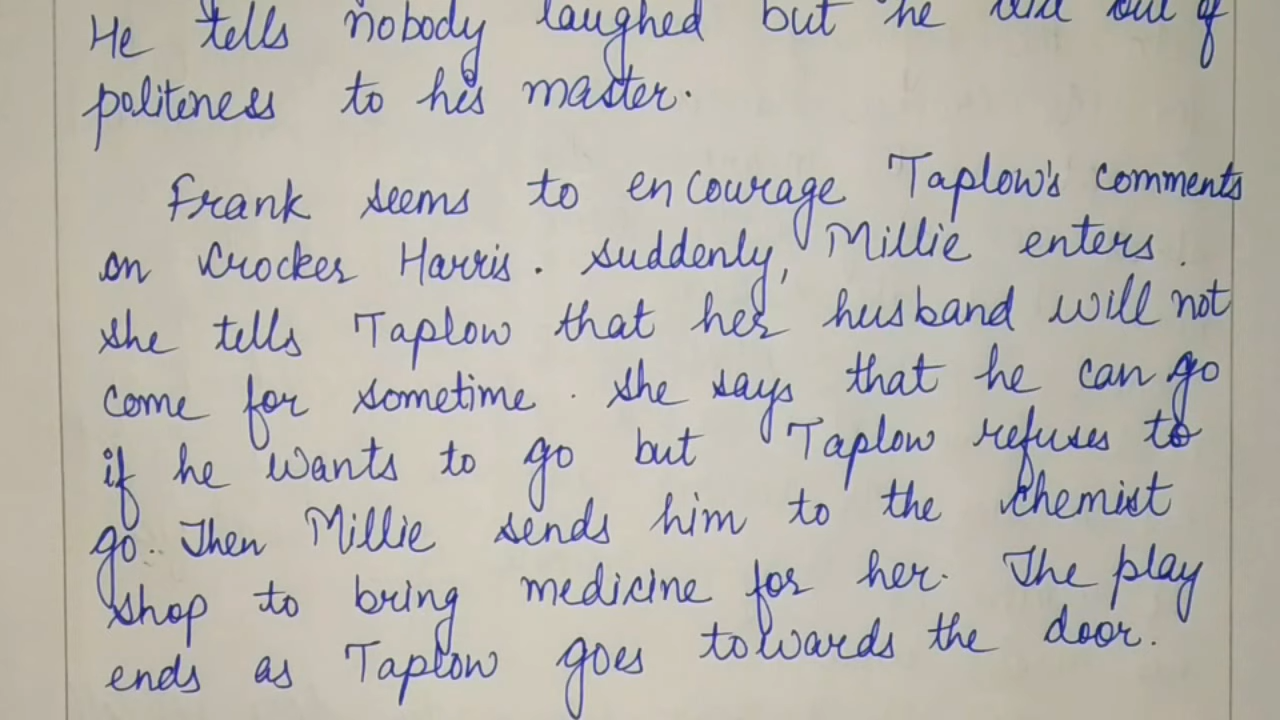 He tells nobody laughed but he did out of
politeness to his master.
Frank seems to encourage Taplow's comments
on Crocker Harris. suddenly, Millie enters.
she tells Taplow that her husband will not
come for sometime. she says that he can go
if he wants to go but Taplow refuses to
go. Then Millie sends him to the chemist
shop to bring medicine for her. The play
ends as Taplow goes towards the door.